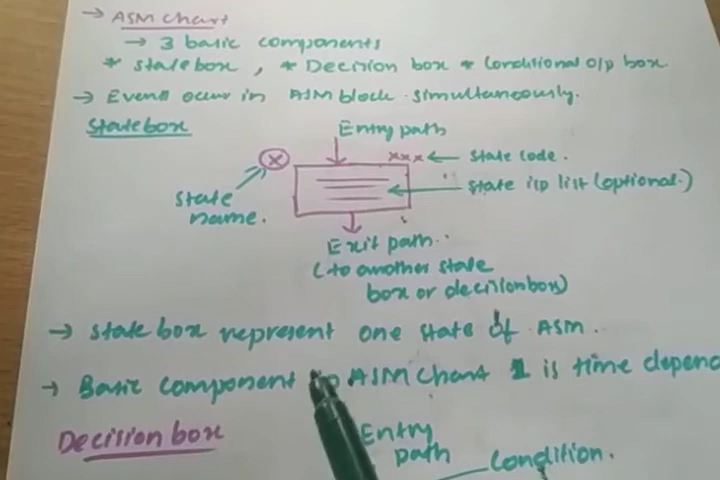 → ASM chart
→ 3 basic components
* state box, * Decision box * Conditional o/p box.
→ Events occur in ASM block simultaneously.
State box
Entry path
X
xxx ← state code.
state i/p list (optional.)
state name.
Exit path..
(to another state
box or decision box)
→ state box represent one state of ASM.
→ Basic component ASM chart is time depend
Decision box
Entry
path
Condition.